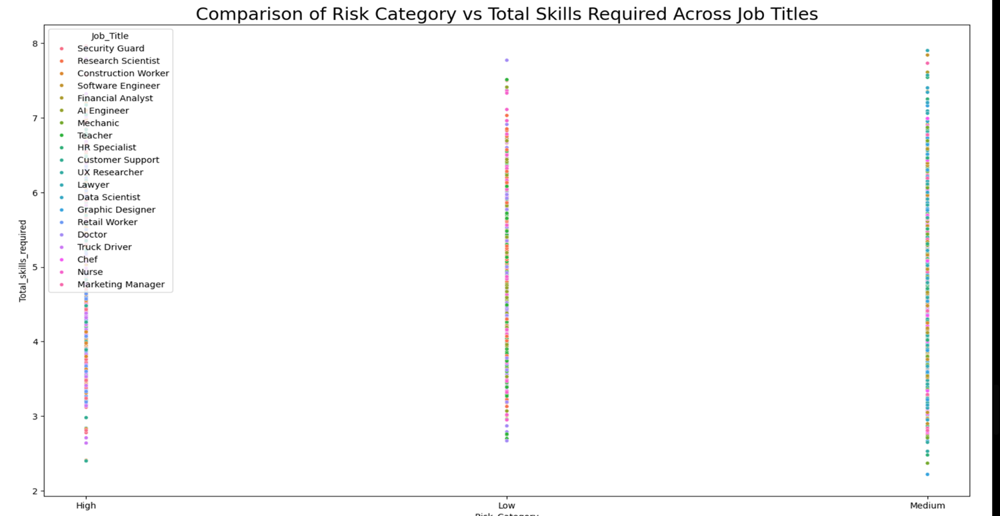 Comparison of Risk Category vs Total Skills Required Across Job Titles
8
7
6
5
4
3
2
Total_skills_required
Job_Title
Security Guard
Research Scientist
Construction Worker
Software Engineer
Financial Analyst
AI Engineer
Mechanic
Teacher
HR Specialist
Customer Support
UX Researcher
Lawyer
Data Scientist
Graphic Designer
Retail Worker
Doctor
Truck Driver
Chef
Nurse
Marketing Manager
High Low Medium
Risk_Category